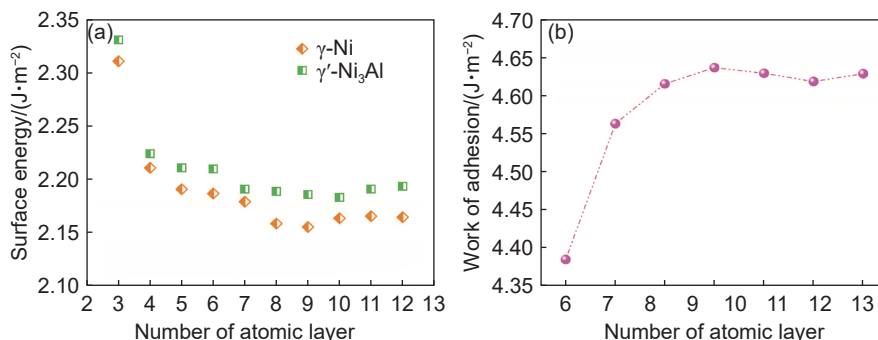 (a)
γ-Ni
γ′-Ni₃Al
Surface energy/(J·m⁻²)
2.35
2.30
2.25
2.20
2.15
2.10
2 3 4 5 6 7 8 9 10 11 12 13
Number of atomic layer
(b)
Work of adhesion/(J·m⁻²)
4.70
4.65
4.60
4.55
4.50
4.45
4.40
4.35
6 7 8 9 10 11 12 13
Number of atomic layer